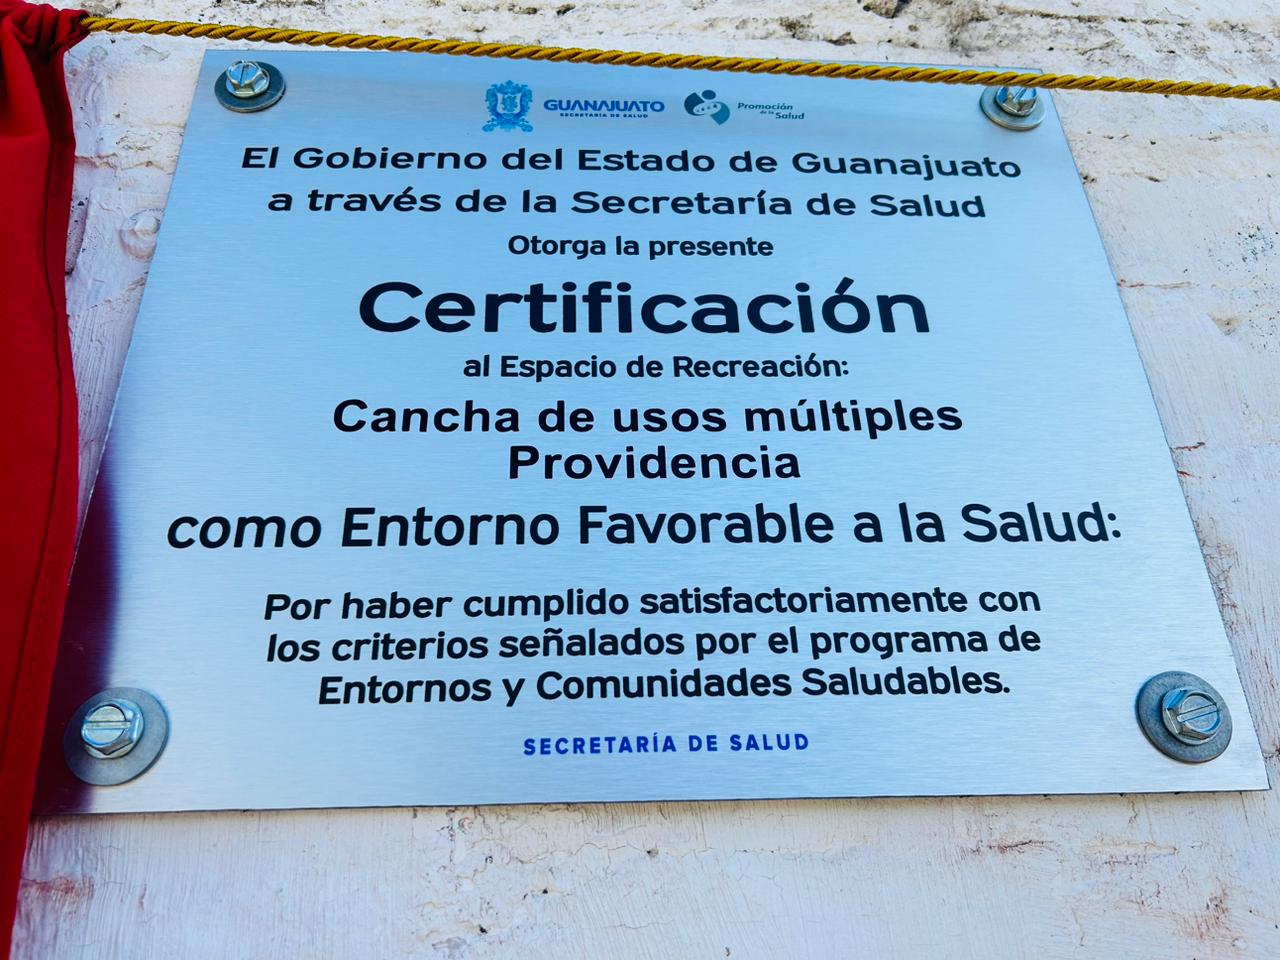 GUANAJUATO
SECRETARÍA DE SALUD
Promoción
de la
Salud
El Gobierno del Estado de Guanajuato
a través de la Secretaría de Salud
Otorga la presente
Certificación
al Espacio de Recreación:
Cancha de usos múltiples
Providencia
como Entorno Favorable a la Salud:
Por haber cumplido satisfactoriamente con
los criterios señalados por el programa de
Entornos y Comunidades Saludables.
SECRETARÍA DE SALUD